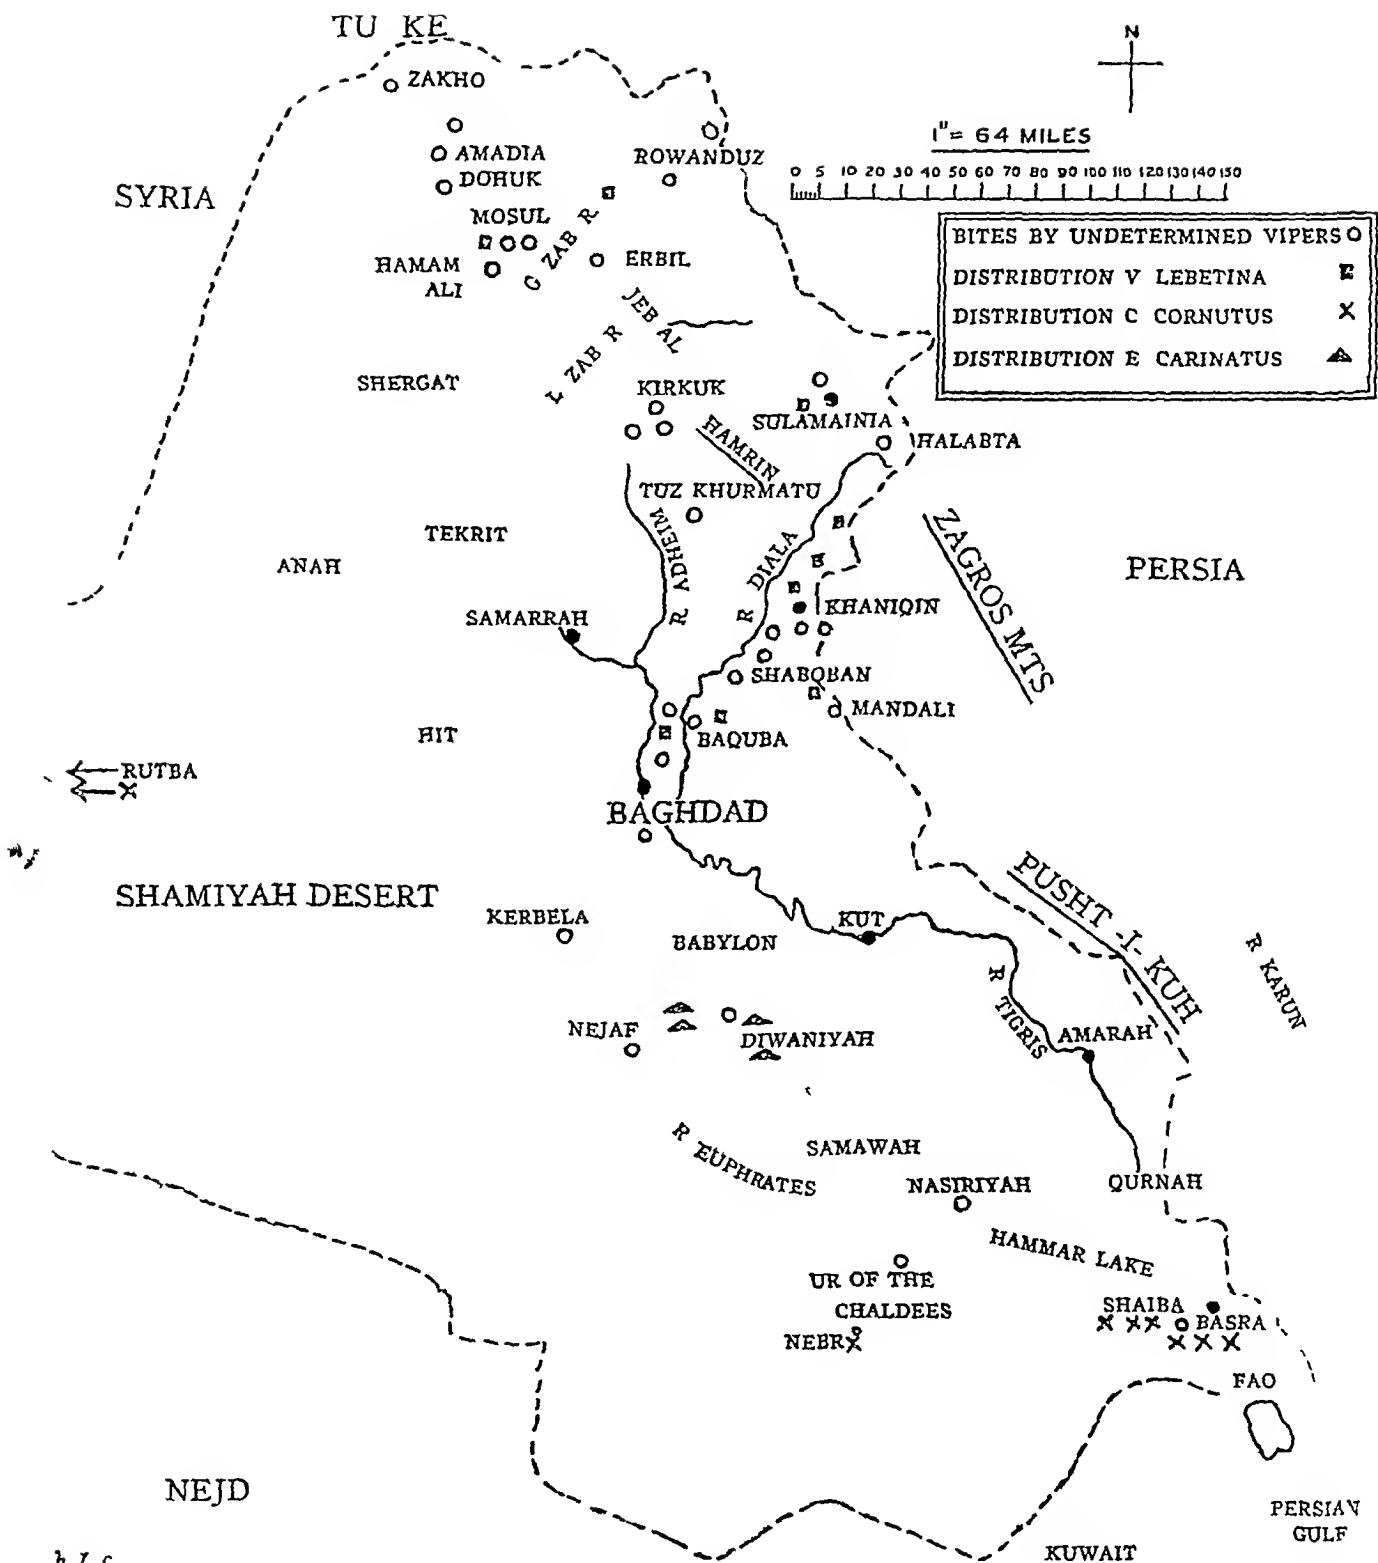 TU KE
N
ZAKHO
1" = 64 MILES
AMADIA
ROWANDUZ
DOHUK
0 5 10 20 30 40 50 60 70 80 90 100 110 120 130 140 150
SYRIA
MOSUL
G ZAB R
BITES BY UNDETERMINED VIPERS
HAMAM
ALI
ERBIL
DISTRIBUTION V LEBETINA
JEBAL
DISTRIBUTION C CORNUTUS
L ZAB R
DISTRIBUTION E CARINATUS
SHERGAT
KIRKUK
SULAMAINIA
HAMRIN
HALABTA
TUZ KHURMATU
R ADHEIM
R DIALA
ZAGROS MTS
TEKRIT
ANAH
PERSIA
SAMARRAH
KHANIQIN
SHABOBAN
MANDALI
HIT
BAQUBA
RUTBA
BAGHDAD
SHAMIYAH DESERT
PUSHT-I-KUH
KERBELA
KUT
BABYLON
R KARUN
R TIGRIS
NEJAF
DIWANIYAH
AMARAH
R EUPHRATES
SAMAWAH
NASIRIYAH
QURNAH
HAMMAR LAKE
UR OF THE
CHALDEES
SHAIBA
BASRA
NEBR
FAO
NEJD
PERSIAN
GULF
KUWAIT